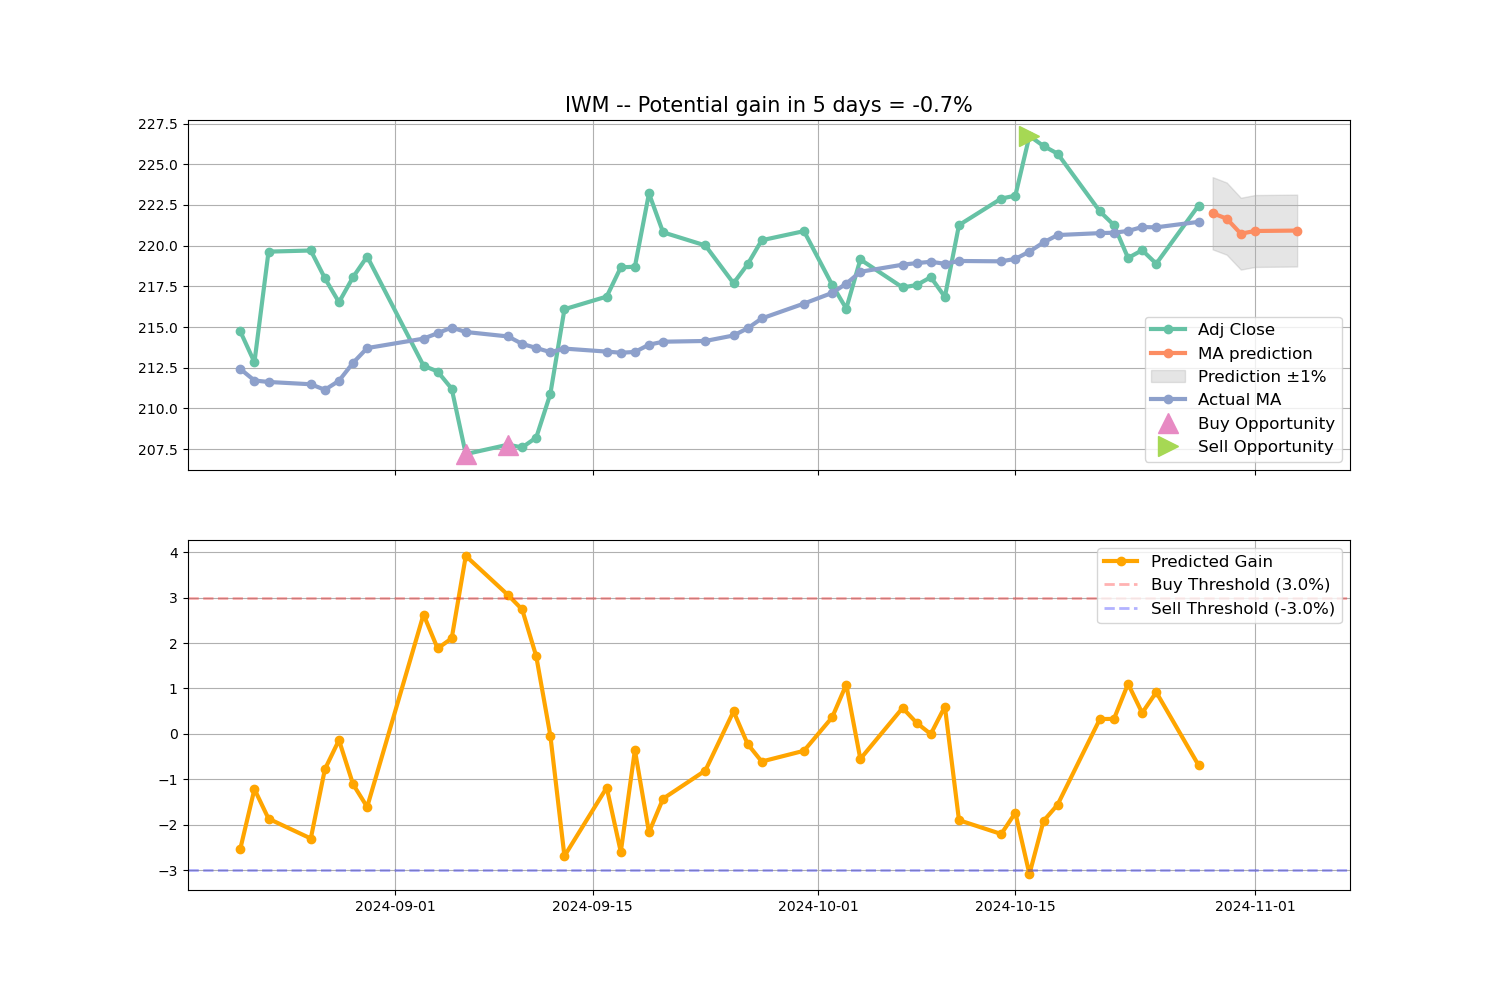 IWM -- Potential gain in 5 days = -0.7%
227.5
225.0
222.5
220.0
217.5
215.0
212.5
210.0
207.5
Adj Close
MA prediction
Prediction ±1%
Actual MA
Buy Opportunity
Sell Opportunity
4
3
2
1
0
−1
−2
−3
Predicted Gain
Buy Threshold (3.0%)
Sell Threshold (-3.0%)
2024-09-01
2024-09-15
2024-10-01
2024-10-15
2024-11-01